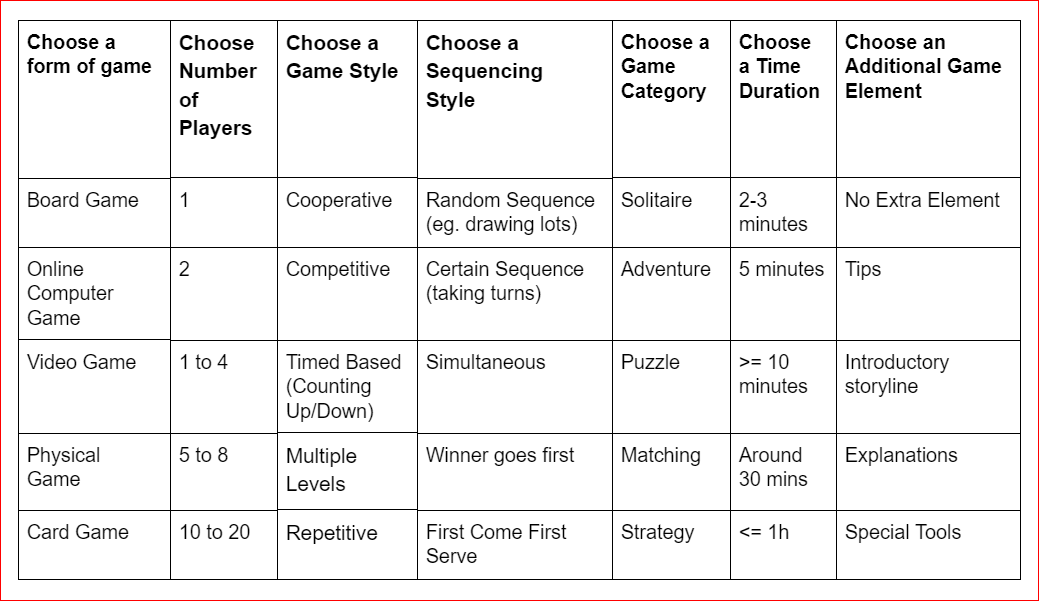 Choose a
form of game
Choose
Number
of
Players
Choose a
Game Style
Choose a
Sequencing
Style
Choose a
Game
Category
Choose
a Time
Duration
Choose an
Additional Game
Element
Board Game
1
Cooperative
Random Sequence
(eg. drawing lots)
Solitaire
2-3
minutes
No Extra Element
Online
Computer
Game
2
Competitive
Certain Sequence
(taking turns)
Adventure
5 minutes
Tips
Video Game
1 to 4
Timed Based
(Counting
Up/Down)
Simultaneous
Puzzle
>= 10
minutes
Introductory
storyline
Physical
Game
5 to 8
Multiple
Levels
Winner goes first
Matching
Around
30 mins
Explanations
Card Game
10 to 20
Repetitive
First Come First
Serve
Strategy
<= 1h
Special Tools